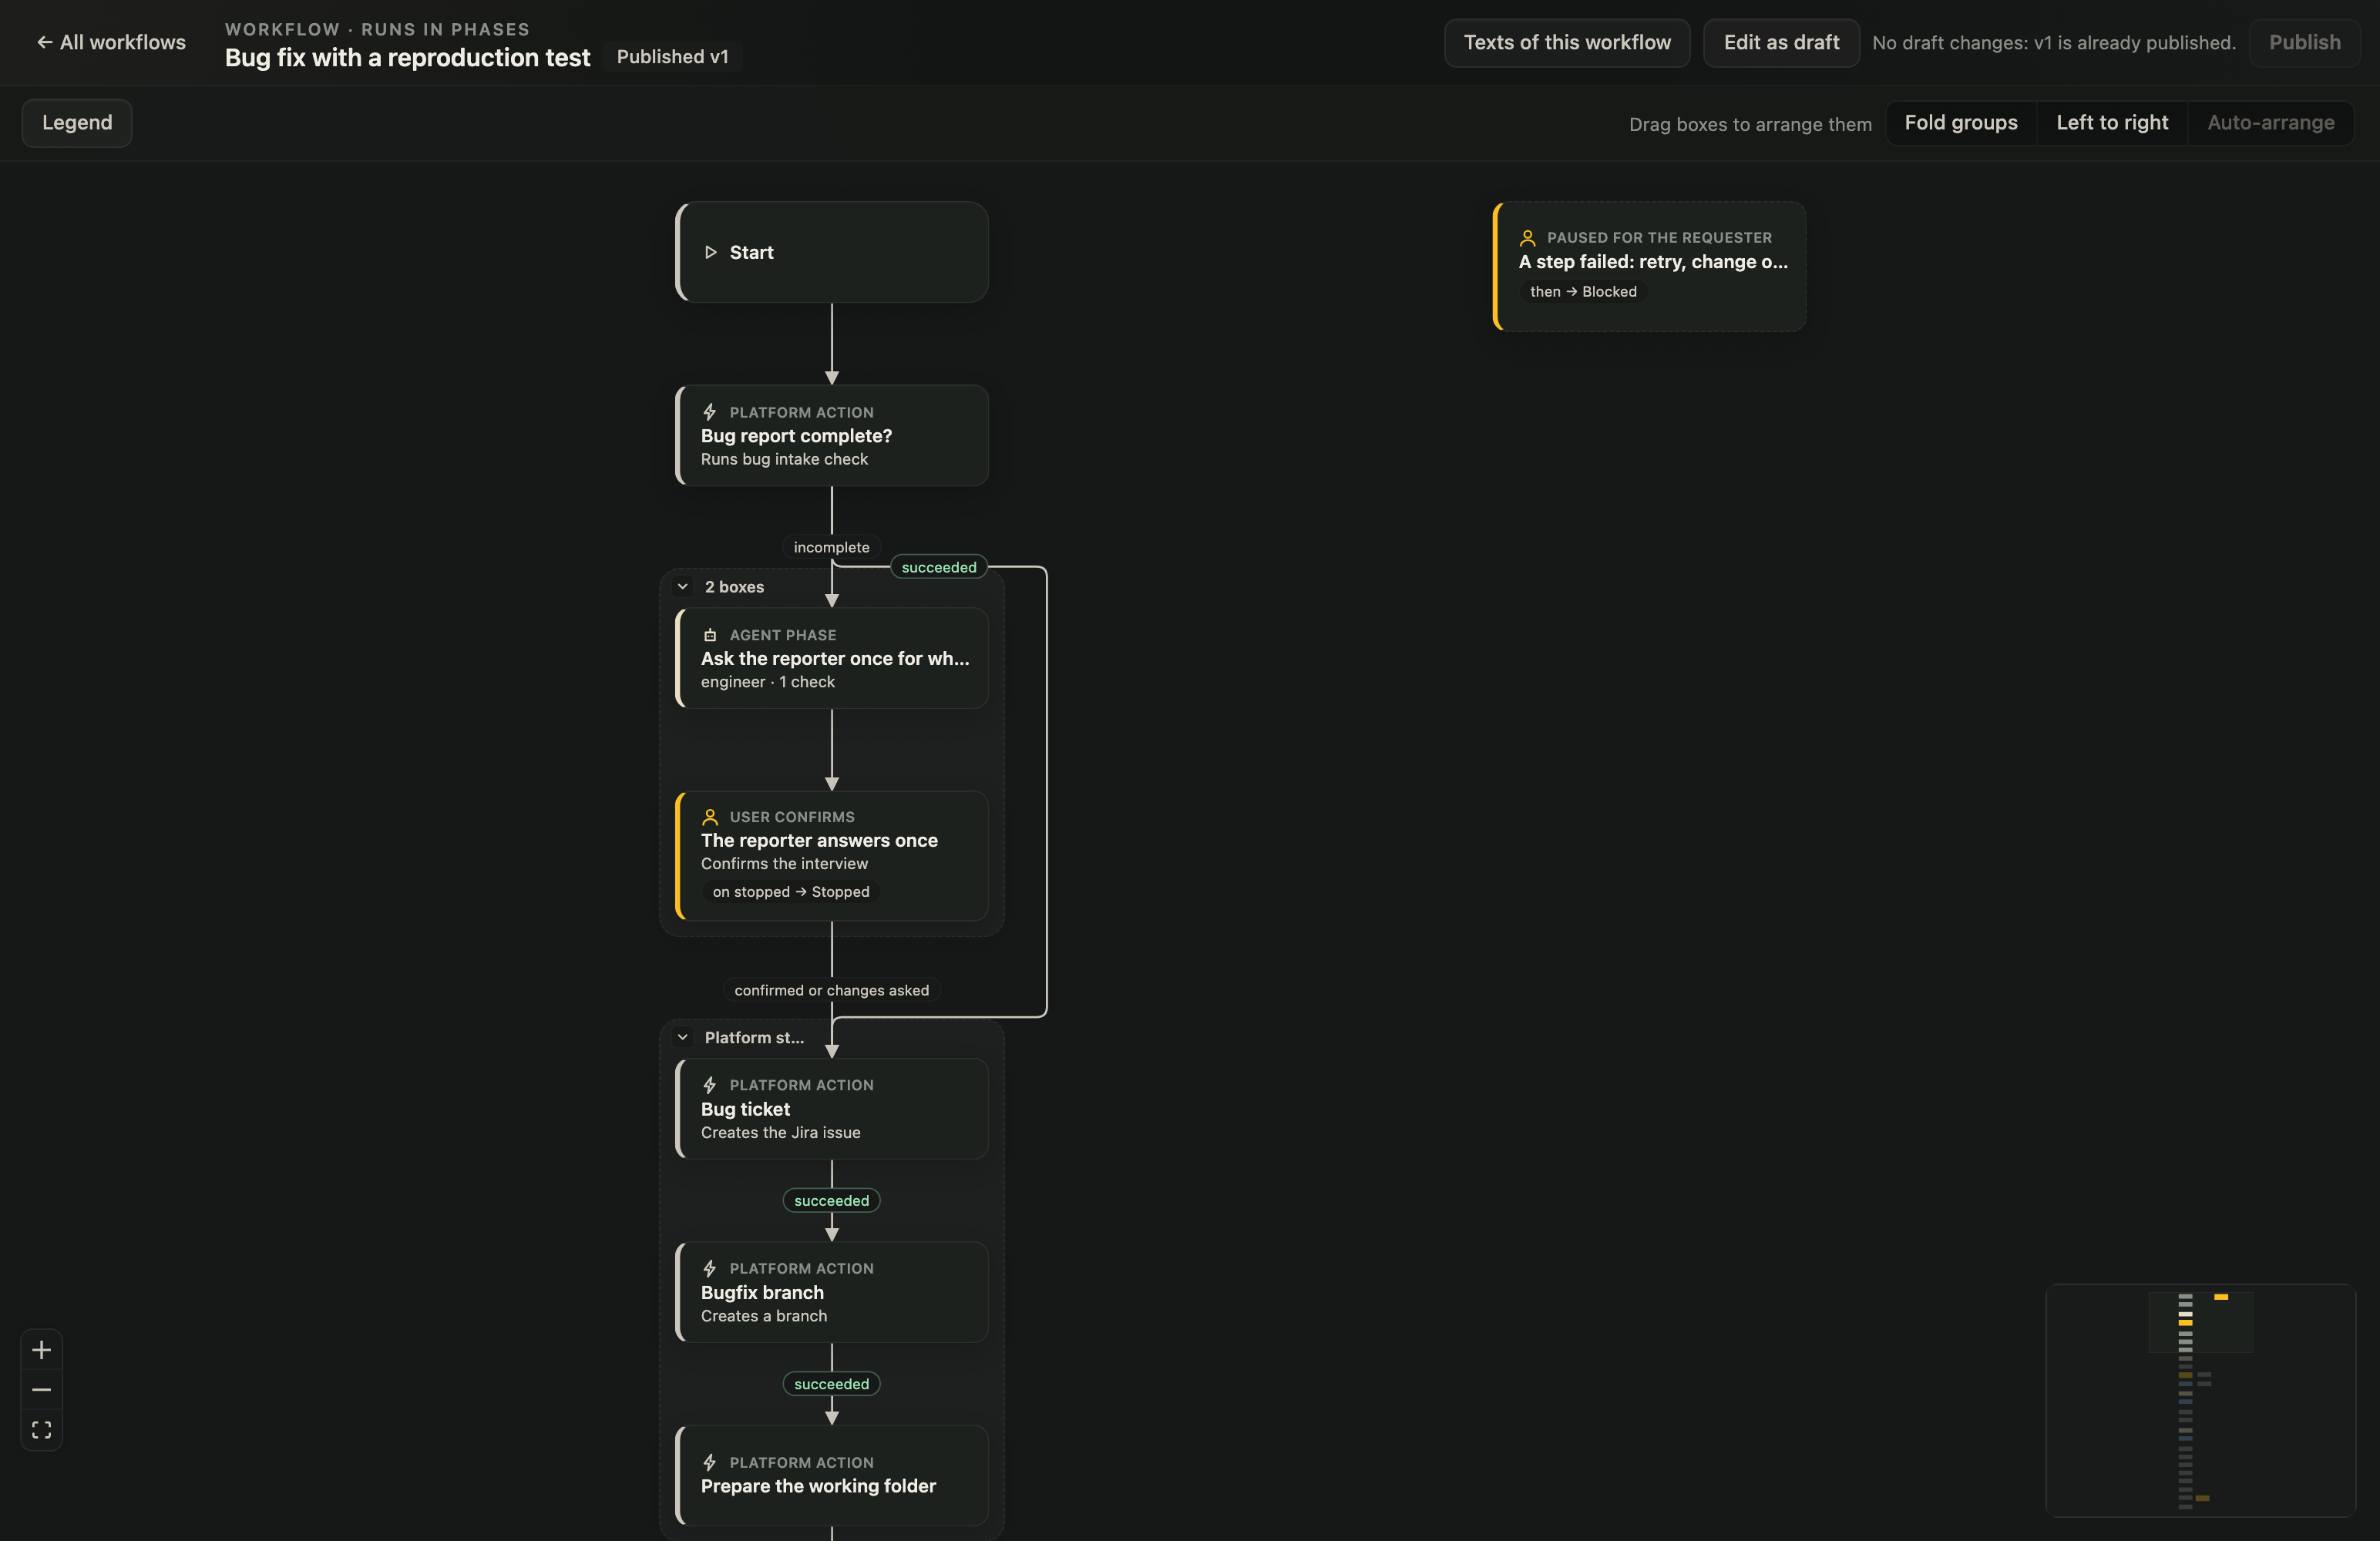 ← All workflows
WORKFLOW · RUNS IN PHASES
Bug fix with a reproduction test
Published v1
Texts of this workflow
Edit as draft
No draft changes: v1 is already published.
Publish
Legend
Drag boxes to arrange them
Fold groups
Left to right
Auto-arrange
Start
PAUSED FOR THE REQUESTER
A step failed: retry, change o...
then → Blocked
PLATFORM ACTION
Bug report complete?
Runs bug intake check
incomplete
succeeded
2 boxes
AGENT PHASE
Ask the reporter once for wh...
engineer · 1 check
USER CONFIRMS
The reporter answers once
Confirms the interview
on stopped → Stopped
confirmed or changes asked
Platform st...
PLATFORM ACTION
Bug ticket
Creates the Jira issue
succeeded
PLATFORM ACTION
Bugfix branch
Creates a branch
succeeded
PLATFORM ACTION
Prepare the working folder